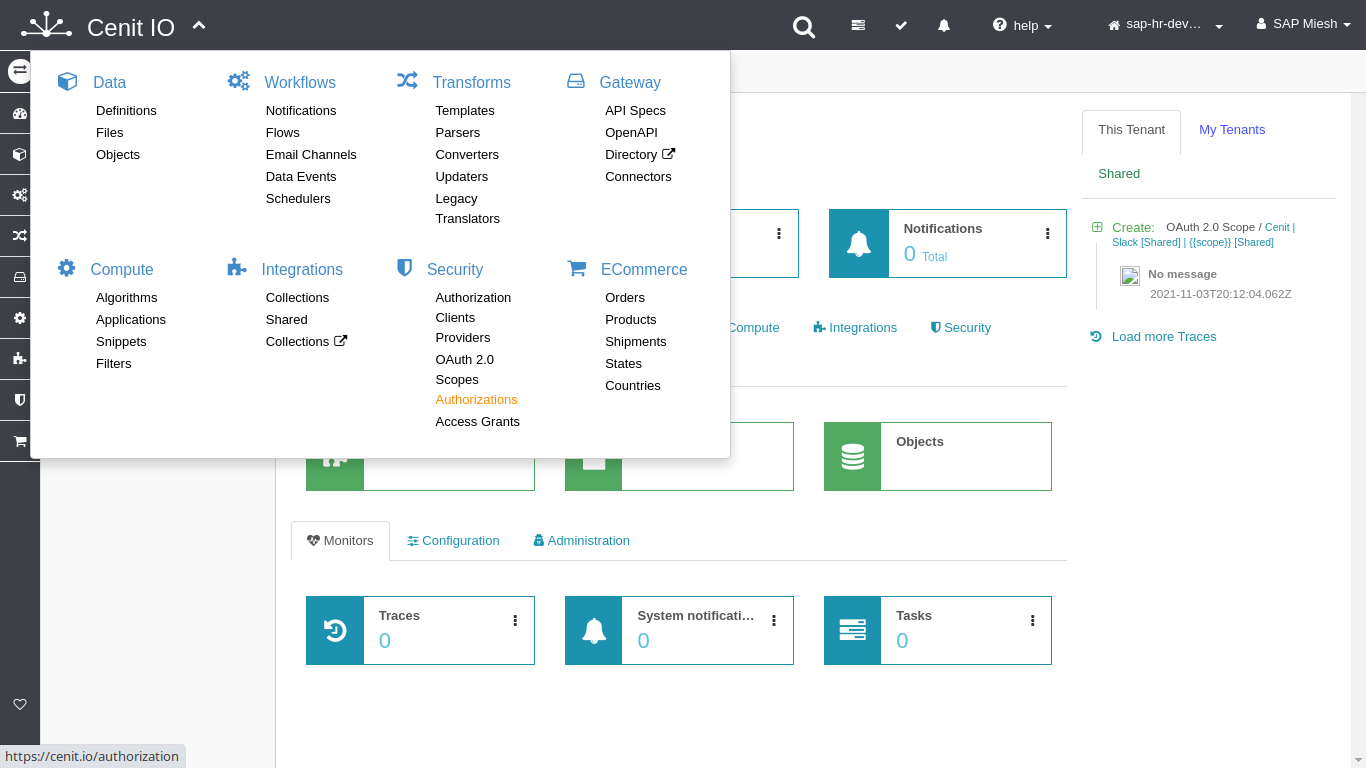 Cenit IO
help
sap-hr-dev…
SAP Miesh
Data
Definitions
Files
Objects
Workflows
Notifications
Flows
Email Channels
Data Events
Schedulers
Transforms
Templates
Parsers
Converters
Updaters
Legacy
Translators
Gateway
API Specs
OpenAPI
Directory
Connectors
Compute
Algorithms
Applications
Snippets
Filters
Integrations
Collections
Shared
Collections
Security
Authorization
Clients
Providers
OAuth 2.0
Scopes
Authorizations
Access Grants
ECommerce
Orders
Products
Shipments
States
Countries
Notifications
0 Total
Compute
Integrations
Security
Objects
Monitors
Configuration
Administration
Traces
0
System notificati…
0
Tasks
0
This Tenant
My Tenants
Shared
Create: OAuth 2.0 Scope / Cenit |
Slack [Shared] | {{scope}} [Shared]
No message
2021-11-03T20:12:04.062Z
Load more Traces
https://cenit.io/authorization